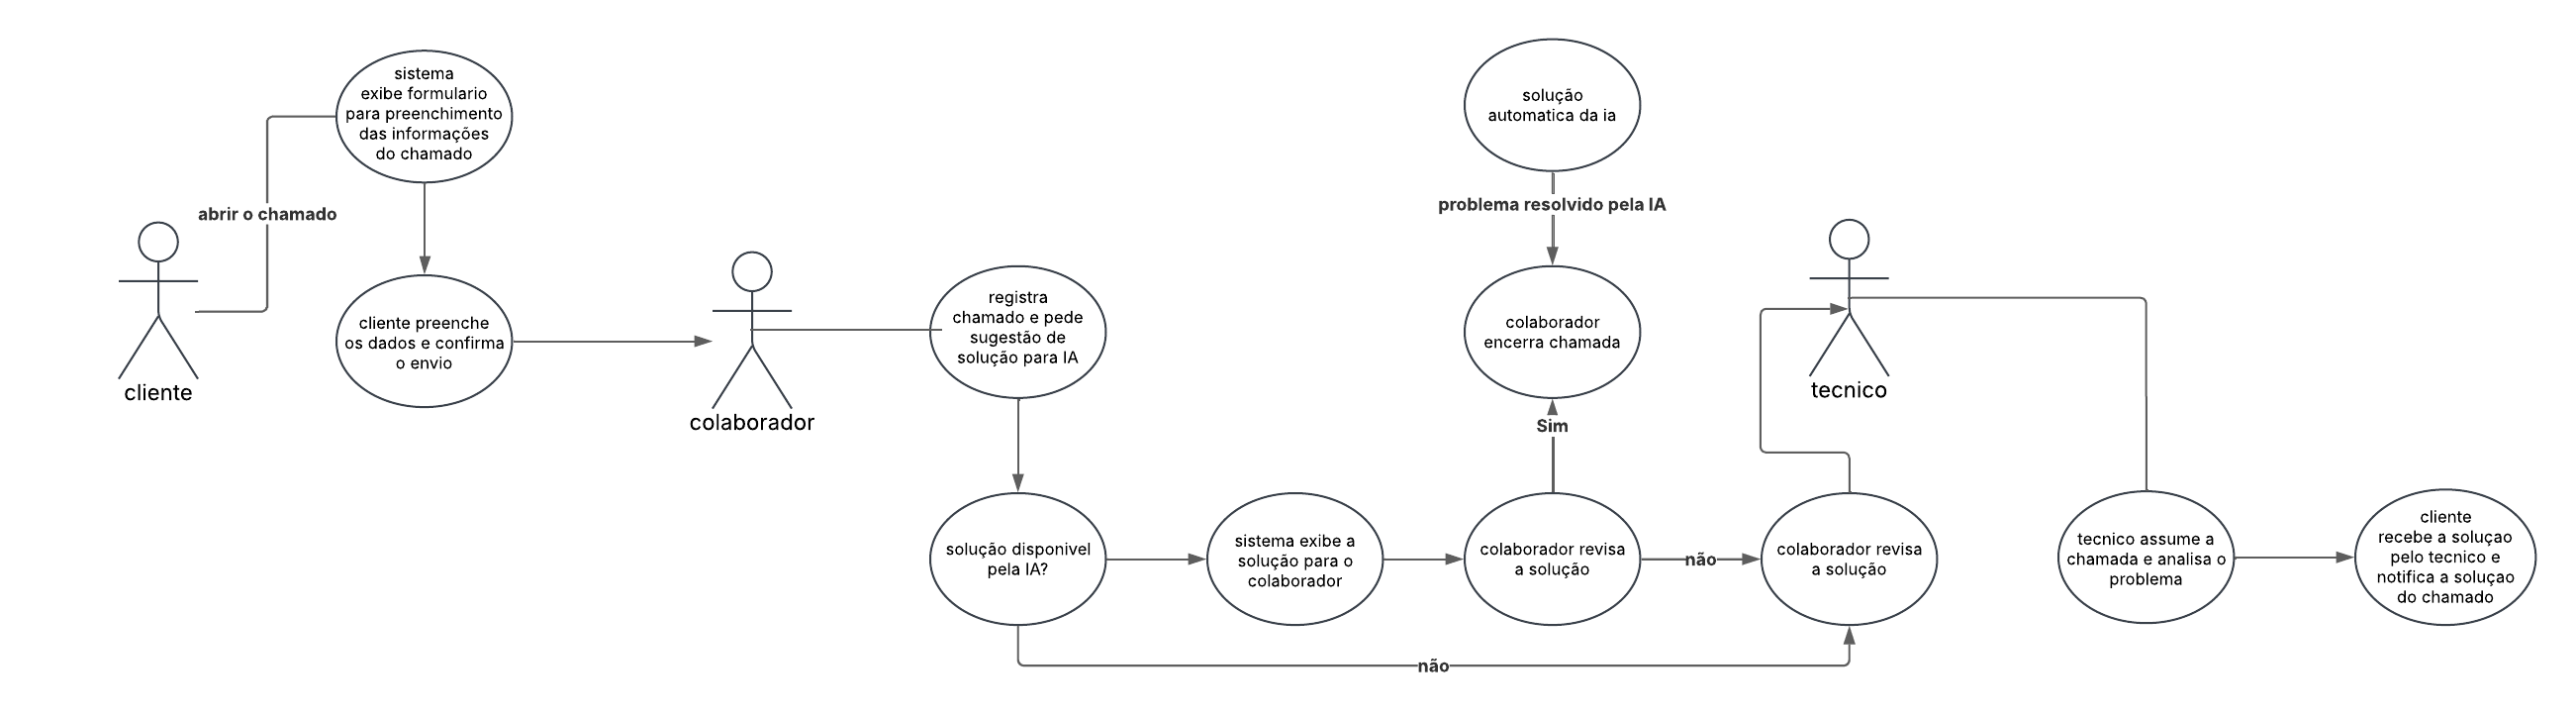 sistema
exibe formulario
para preenchimento
das informações
do chamado
abrir o chamado
cliente
cliente preenche
os dados e confirma
o envio
colaborador
registra
chamado e pede
sugestão de
solução para IA
solução disponivel
pela IA?
sistema exibe a
solução para o
colaborador
colaborador revisa
a solução
Sim
colaborador
encerra chamada
problema resolvido pela IA
solução
automatica da ia
não
colaborador revisa
a solução
não
tecnico
tecnico assume a
chamada e analisa o
problema
cliente
recebe a soluçao
pelo tecnico e
notifica a soluçao
do chamado